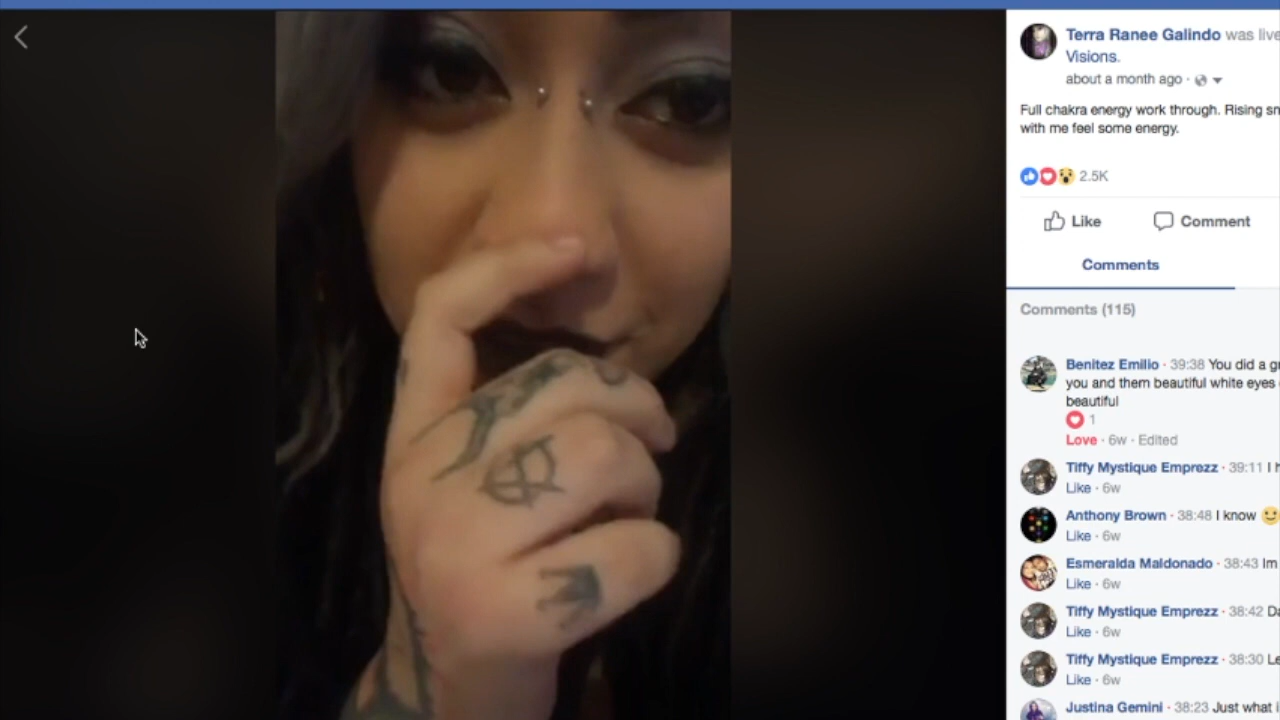 Terra Ranee Galindo was live
Visions.
about a month ago ·
Full chakra energy work through. Rising
with me feel some energy.
2.5K
Like Comment
Comments
Comments (115)
Benitez Emilio · 39:38 You did a
you and them beautiful white eyes
beautiful
1
Love · 6w · Edited
Tiffy Mystique Emprezz · 39:11 I
Like · 6w
Anthony Brown · 38:48 I know
Like · 6w
Esmeralda Maldonado · 38:43 Im
Like · 6w
Tiffy Mystique Emprezz · 38:42
Like · 6w
Tiffy Mystique Emprezz · 38:30
Like · 6w
Justina Gemini · 38:23 Just what